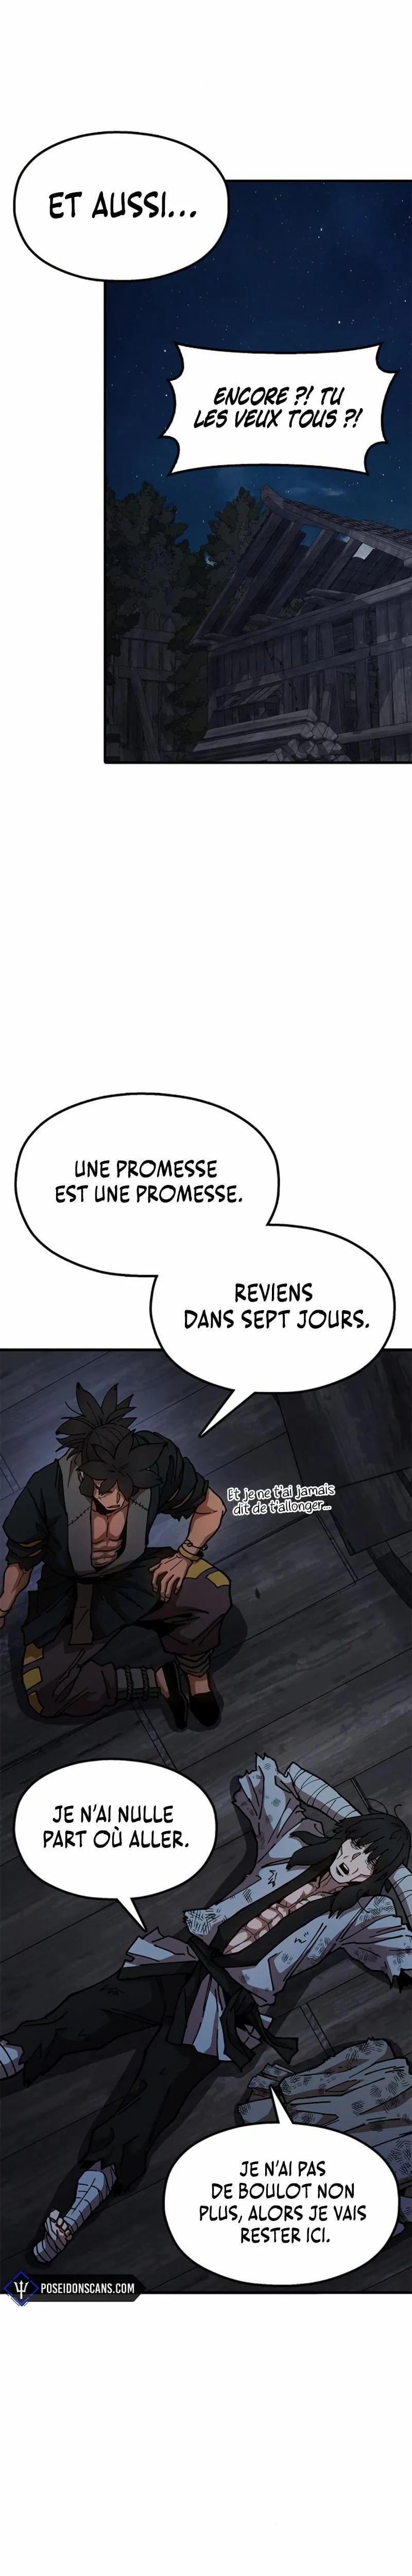 ET AUSSI...
ENCORE ?! TU
LES VEUX TOUS ?!
UNE PROMESSE
EST UNE PROMESSE.
REVIENS
DANS SEPT JOURS.
Et je ne t'ai jamais
dit de t'allonger...
JE N'AI NULLE
PART OÙ ALLER.
JE N'AI PAS
DE BOULOT NON
PLUS, ALORS JE VAIS
RESTER ICI.
POSEIDONSCANS.COM